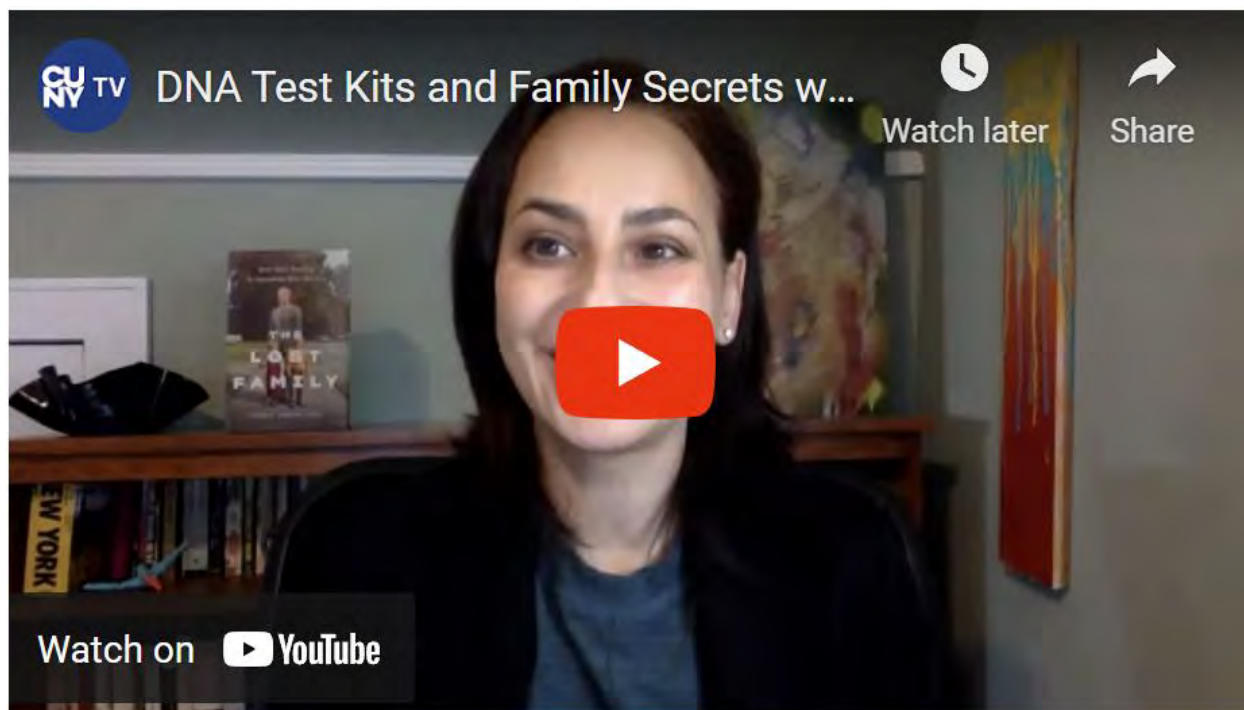 CU
NY TV
DNA Test Kits and Family Secrets w...
Watch later
Share
THE
LOST
FAMILY
EW YORK
Watch on YouTube